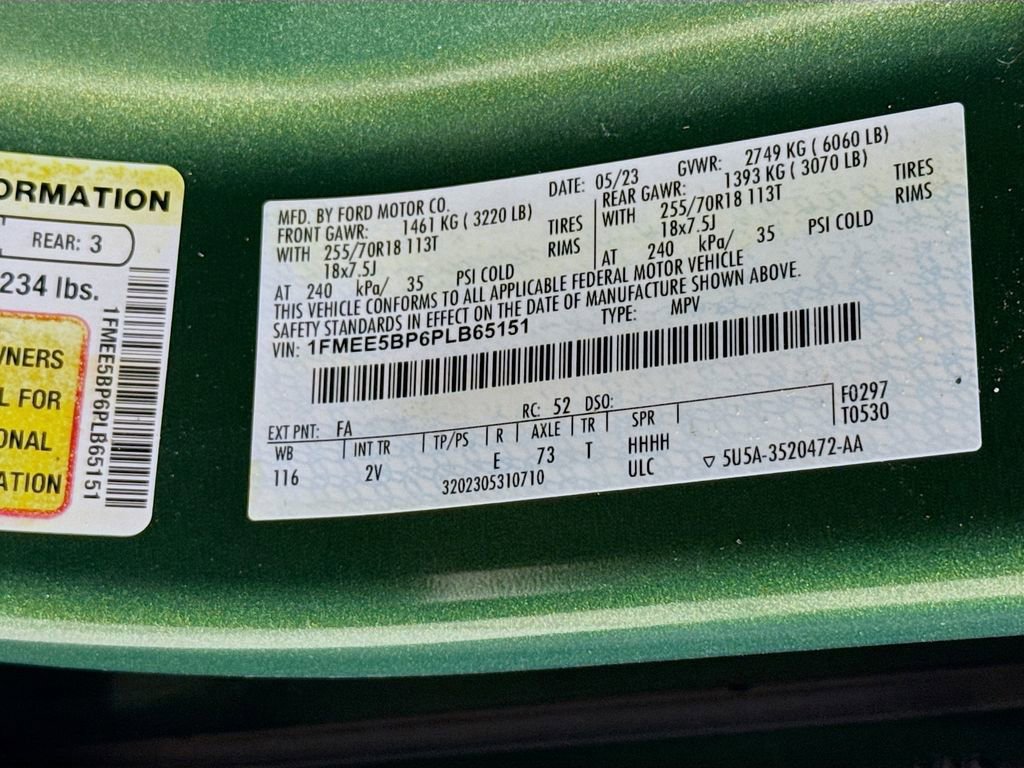 ORMATION
REAR: 3
234 lbs.
WNERS
L FOR
ONAL
ATION
1FMEE5BP6PLB65151
MFD. BY FORD MOTOR CO.
DATE: 05/23 GVWR: 2749 KG ( 6060 LB)
FRONT GAWR: 1461 KG ( 3220 LB)
WITH 255/70R18 113T TIRES
18x7.5J RIMS
AT 240 kPa/ 35 PSI COLD
REAR GAWR: 1393 KG ( 3070 LB)
WITH 255/70R18 113T TIRES
18x7.5J RIMS
AT 240 kPa/ 35 PSI COLD
THIS VEHICLE CONFORMS TO ALL APPLICABLE FEDERAL MOTOR VEHICLE
SAFETY STANDARDS IN EFFECT ON THE DATE OF MANUFACTURE SHOWN ABOVE.
VIN: 1FMEE5BP6PLB65151 TYPE: MPV
EXT PNT: FA RC: 52 DSO: F0297
WB INT TR TP/PS R AXLE TR SPR T0530
116 2V E 73 T HHHH
3202305310710 ULC ▽ 5U5A-3520472-AA